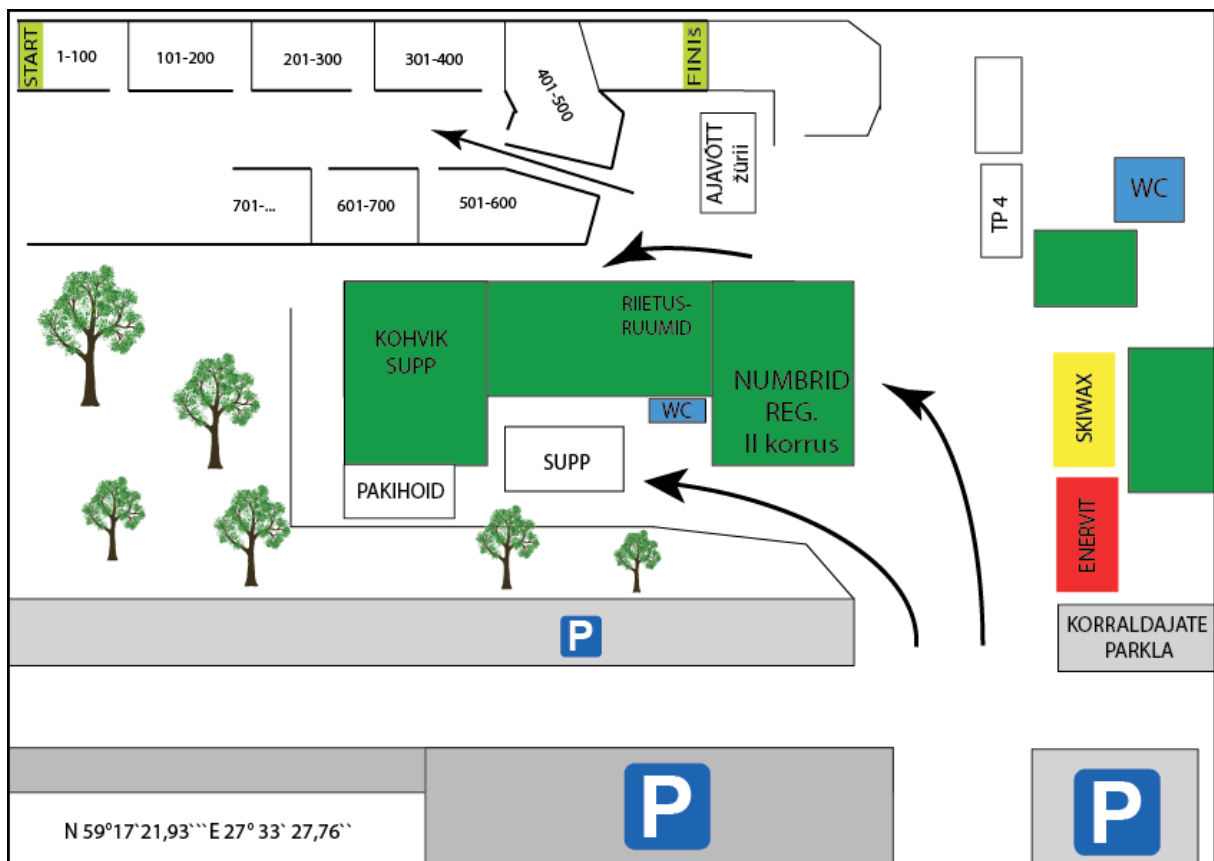 START
1-100
101-200
201-300
301-400
401-500
FINIš
AJAVÕTT
žürii
TP 4
WC
701-...
601-700
501-600
KOHVIK
SUPP
RIIETUS-
RUUMID
NUMBRID
REG.
II korrus
WC
SUPP
PAKIHOID
SKIWAX
ENERVIT
KORRALDAJATE
PARKLA
P
P
P
N 59°17`21,93```E 27° 33` 27,76``